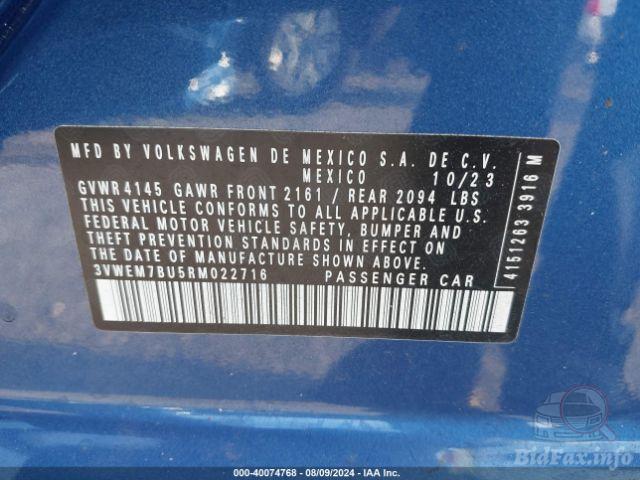 MFD BY VOLKSWAGEN DE MEXICO S.A. DE C.V.
MEXICO 10/23
GVWR4145 GAWR FRONT 2161 / REAR 2094 LBS
THIS VEHICLE CONFORMS TO ALL APPLICABLE U.S.
FEDERAL MOTOR VEHICLE SAFETY, BUMPER AND
THEFT PREVENTION STANDARDS IN EFFECT ON THE
DATE OF MANUFACTURE SHOWN ABOVE.
3VWEM7BU5RM022716 PASSENGER CAR
4151263 3916 M
BidFax.info
000-40074768 - 08/09/2024 - IAA Inc.